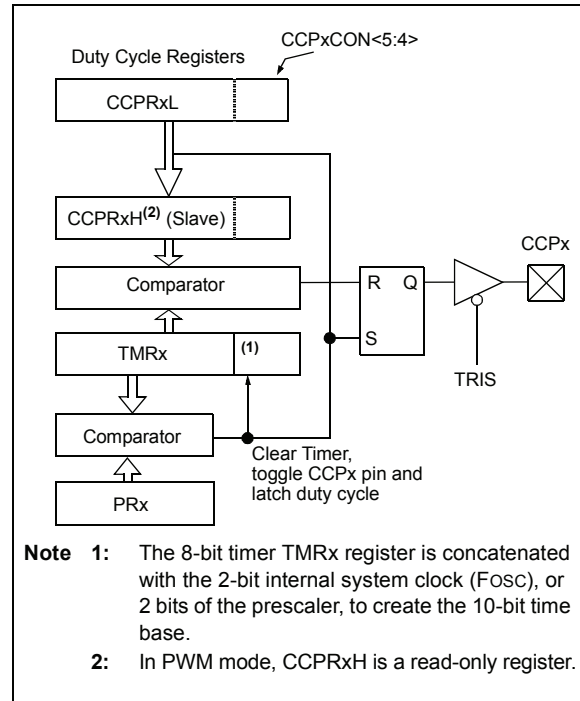 CCPxCON<5:4>
Duty Cycle Registers
CCPRxL
CCPRxH(2) (Slave)
CCPx
Comparator
R Q
S
TMRx
(1)
TRIS
Comparator
Clear Timer,
toggle CCPx pin and
latch duty cycle
PRx
Note 1: The 8-bit timer TMRx register is concatenated
with the 2-bit internal system clock (FOSC), or
2 bits of the prescaler, to create the 10-bit time
base.
2: In PWM mode, CCPRxH is a read-only register.